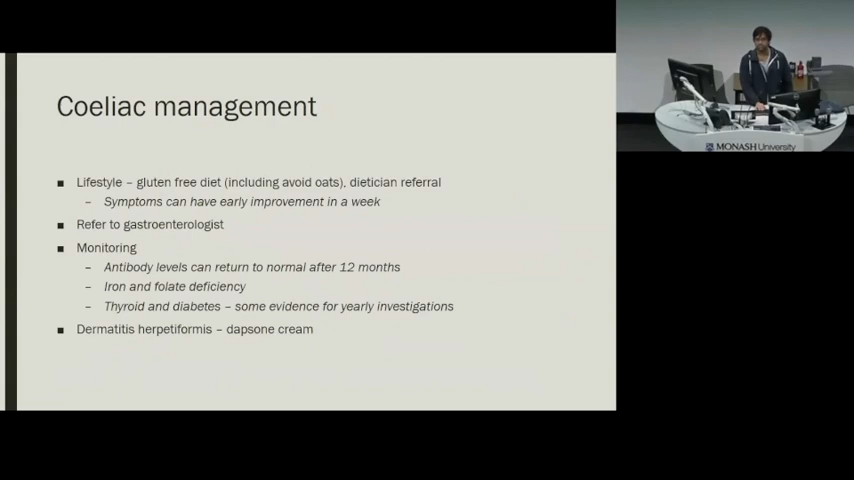 Coeliac management
■ Lifestyle – gluten free diet (including avoid oats), dietician referral
– Symptoms can have early improvement in a week
■ Refer to gastroenterologist
■ Monitoring
– Antibody levels can return to normal after 12 months
– Iron and folate deficiency
– Thyroid and diabetes – some evidence for yearly investigations
■ Dermatitis herpetiformis – dapsone cream
MONASH University